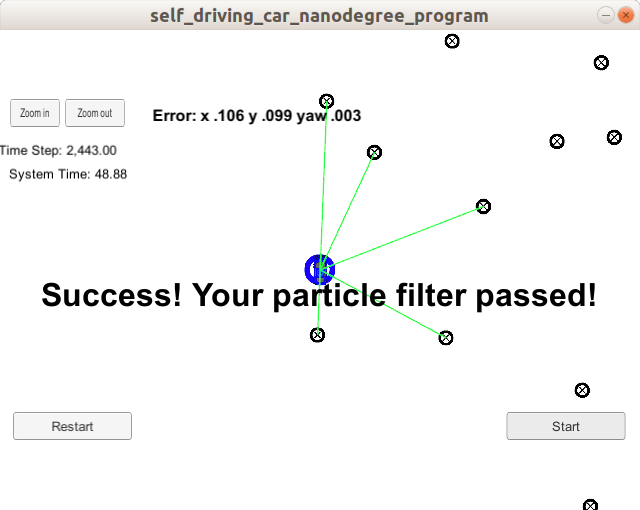 self_driving_car_nanodegree_program
Zoom in
Zoom out
Error: x .106 y .099 yaw .003
Time Step: 2,443.00
System Time: 48.88
Success! Your particle filter passed!
Restart
Start